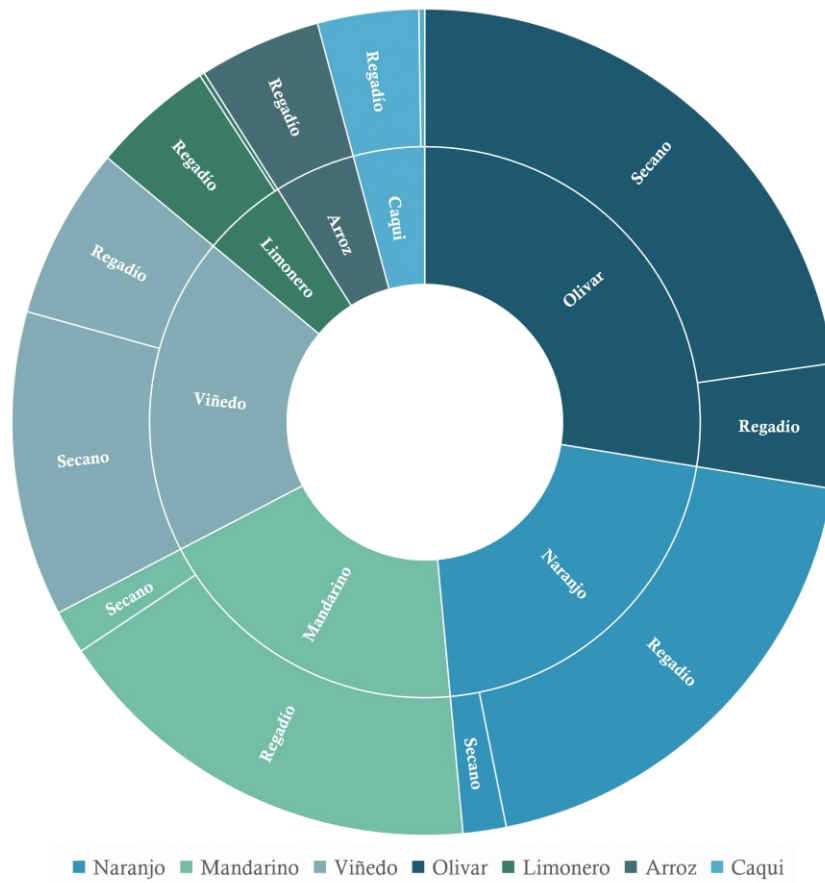 Regadío
Regadío
Regadío
Secano
Regadío
Caqui
Arroz
Limonero
Olivar
Regadío
Viñedo
Regadío
Secano
Naranjo
Secano
Mandarino
Regadío
Regadío
Secano
Naranjo Mandarino Viñedo Olivar Limonero Arroz Caqui